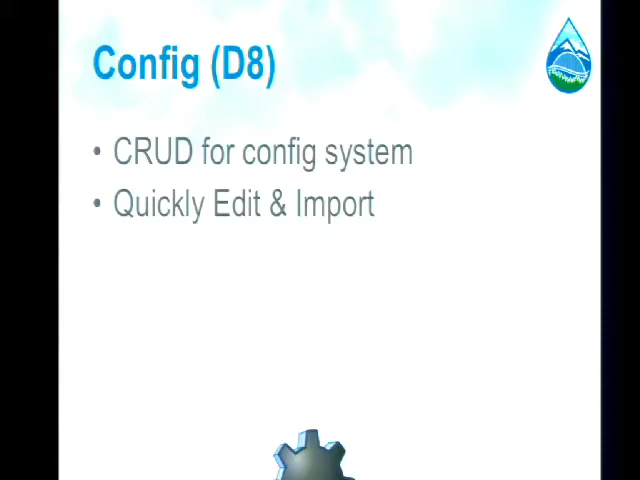 Config (D8)
• CRUD for config system
• Quickly Edit & Import